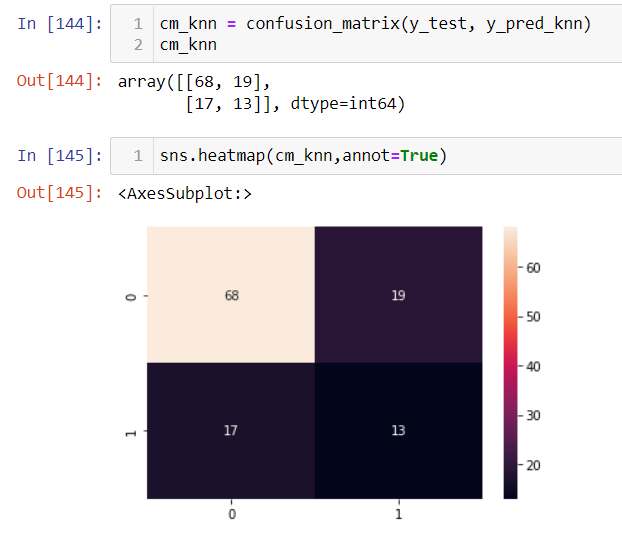 In [144]: 1 cm_knn = confusion_matrix(y_test, y_pred_knn)
2 cm_knn
Out[144]: array([[68, 19],
[17, 13]], dtype=int64)
In [145]: 1 sns.heatmap(cm_knn,annot=True)
Out[145]: <AxesSubplot:>
0 68 19
1 17 13
0 1
60
50
40
30
20